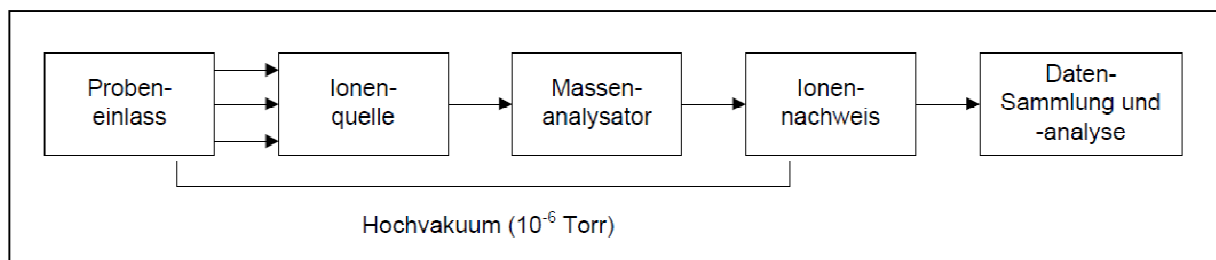 Proben-
einlass
Ionen-
quelle
Massen-
analysator
Ionen-
nachweis
Daten-
Sammlung und
-analyse
Hochvakuum (10⁻⁶ Torr)